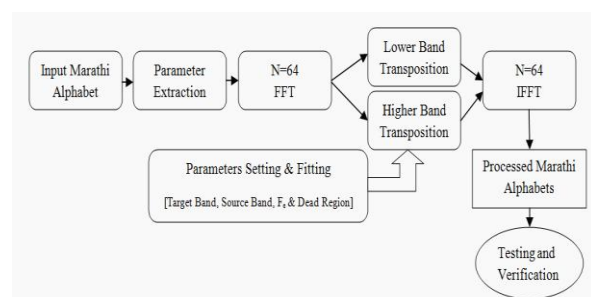 Input Marathi
Alphabet
Parameter
Extraction
N=64
FFT
Lower Band
Transposition
Higher Band
Transposition
N=64
IFFT
Parameters Setting & Fitting
[Target Band, Source Band, Fs & Dead Region]
Processed Marathi
Alphabets
Testing and
Verification